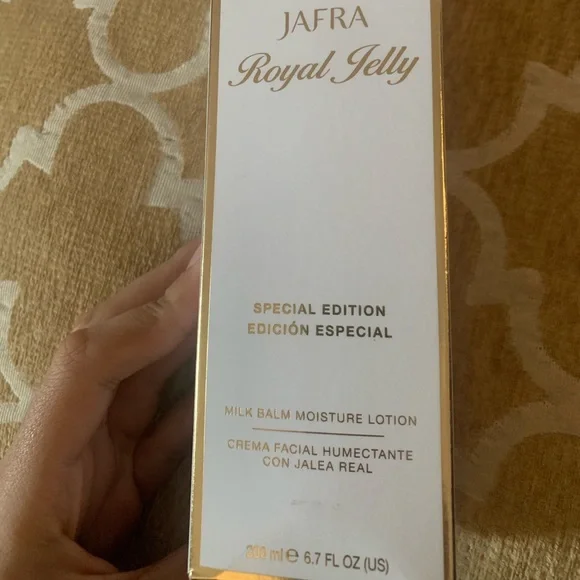 JAFRA
Royal Jelly
SPECIAL EDITION
EDICIÓN ESPECIAL
MILK BALM MOISTURE LOTION
CREMA FACIAL HUMECTANTE
CON JALEA REAL
200 ml e 6.7 FL OZ (US)